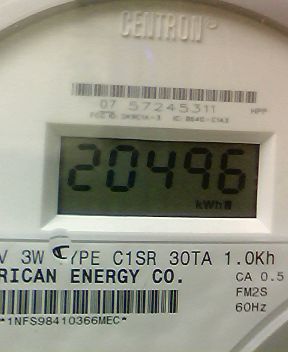 CENTRON®
07 57245311
20496
kWh
V 3W TYPE C1SR 30TA 1.0Kh
RICAN ENERGY CO.
CA 0.5
FM2S
60Hz
*1NFS98410366MEC*